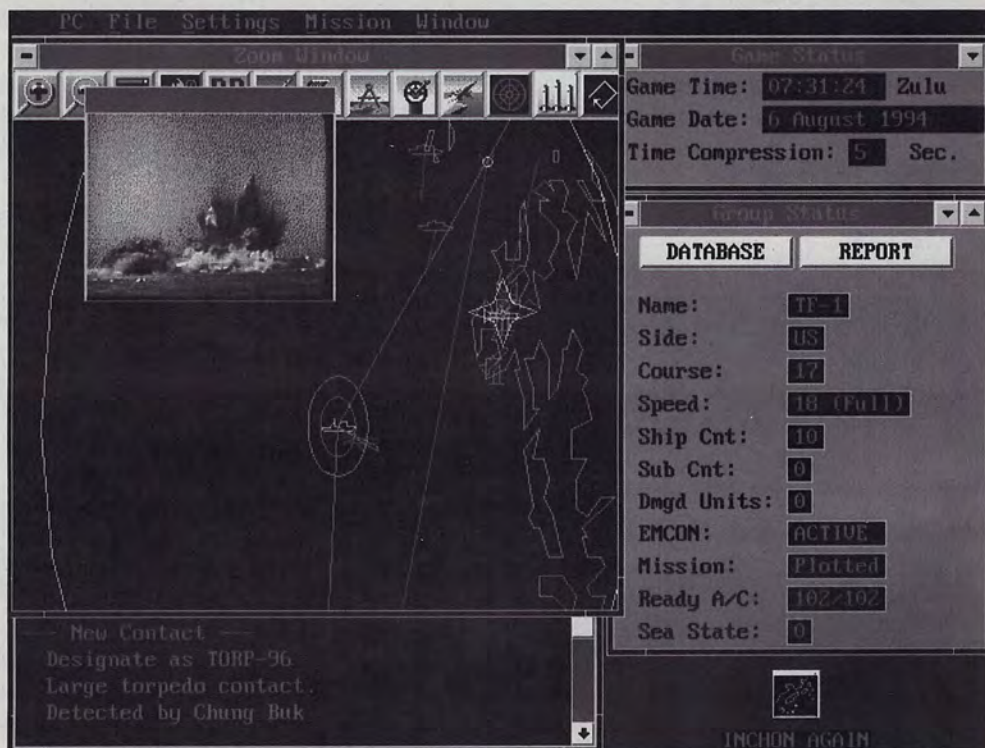 PC File Settings Mission Window
Zoom Window
Game Status
Game Time: 07:31:24 Zulu
Game Date: 6 August 1994
Time Compression: 5 Sec.
Group Status
DATABASE REPORT
Name: TF-1
Side: US
Course: 17
Speed: 18 (Full)
Ship Cnt: 10
Sub Cnt: 0
Dmgd Units: 0
EMCON: ACTIVE
Mission: Plotted
Ready A/C: 102/102
Sea State: 0
--- New Contact ---
Designate as TORP-96
Large torpedo contact.
Detected by Chung Buk
INCHON AGAIN